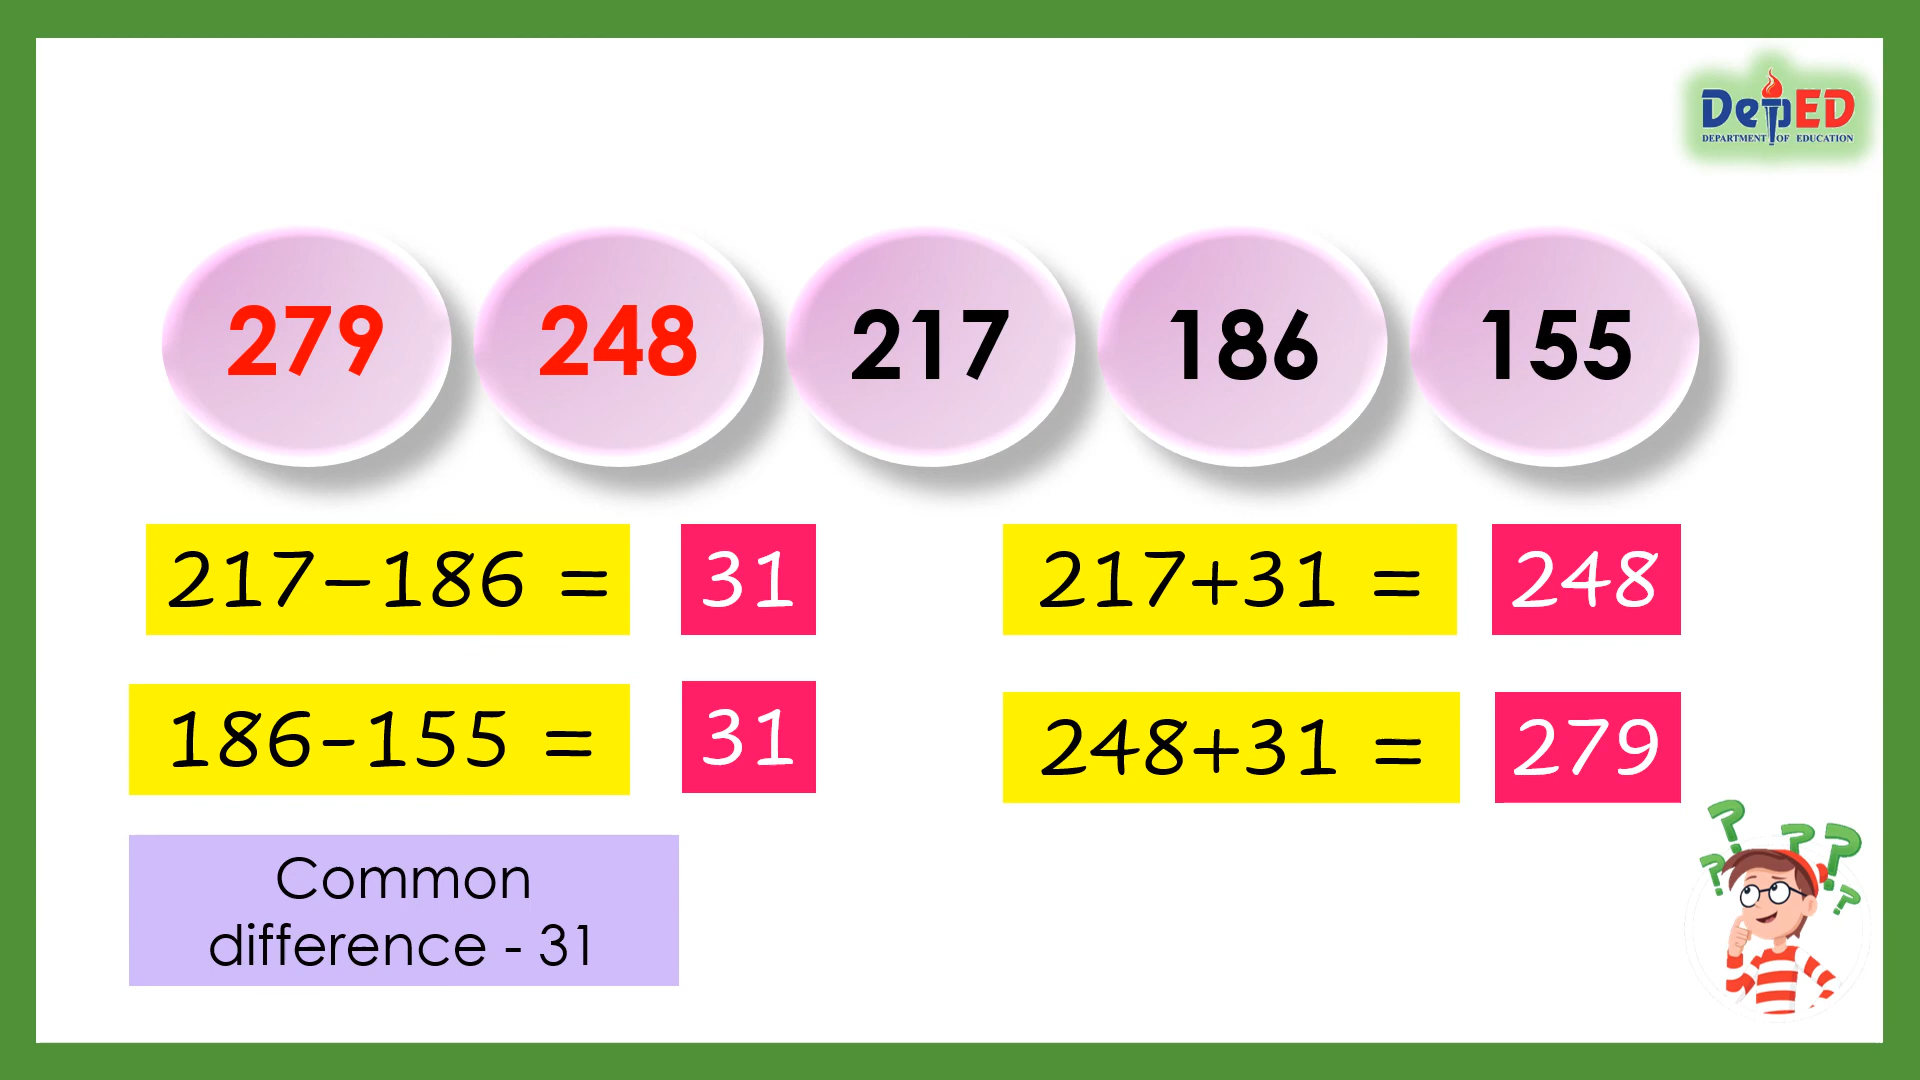 DepED
DEPARTMENT OF EDUCATION
279 248 217 186 155
217–186 = 31
217+31 = 248
186-155 = 31
248+31 = 279
Common
difference - 31
? ? ? ? ?